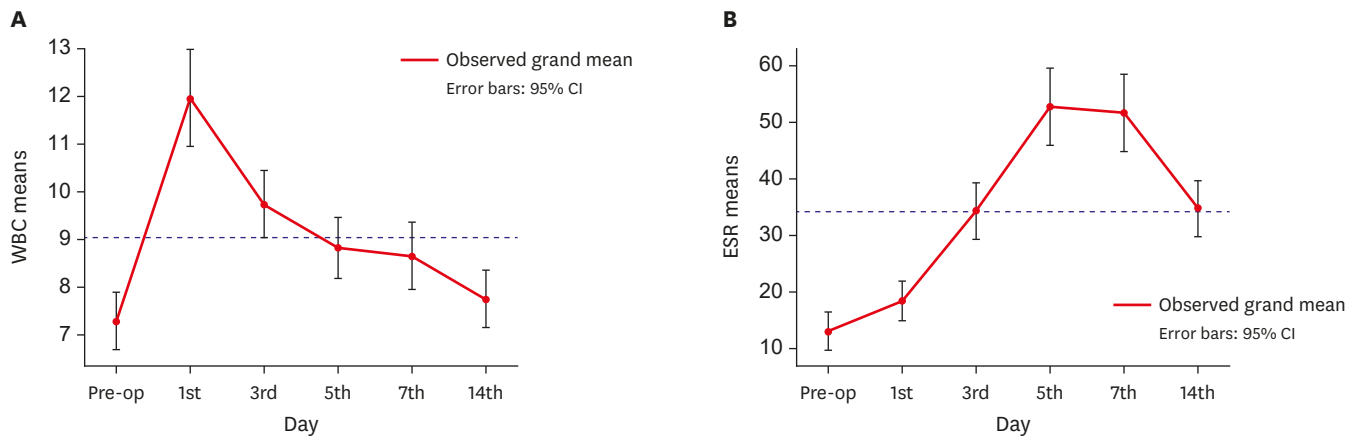 A
WBC means
13
12
11
10
9
8
7
Observed grand mean
Error bars: 95% CI
Pre-op 1st 3rd 5th 7th 14th
Day
B
ESR means
60
50
40
30
20
10
Observed grand mean
Error bars: 95% CI
Pre-op 1st 3rd 5th 7th 14th
Day